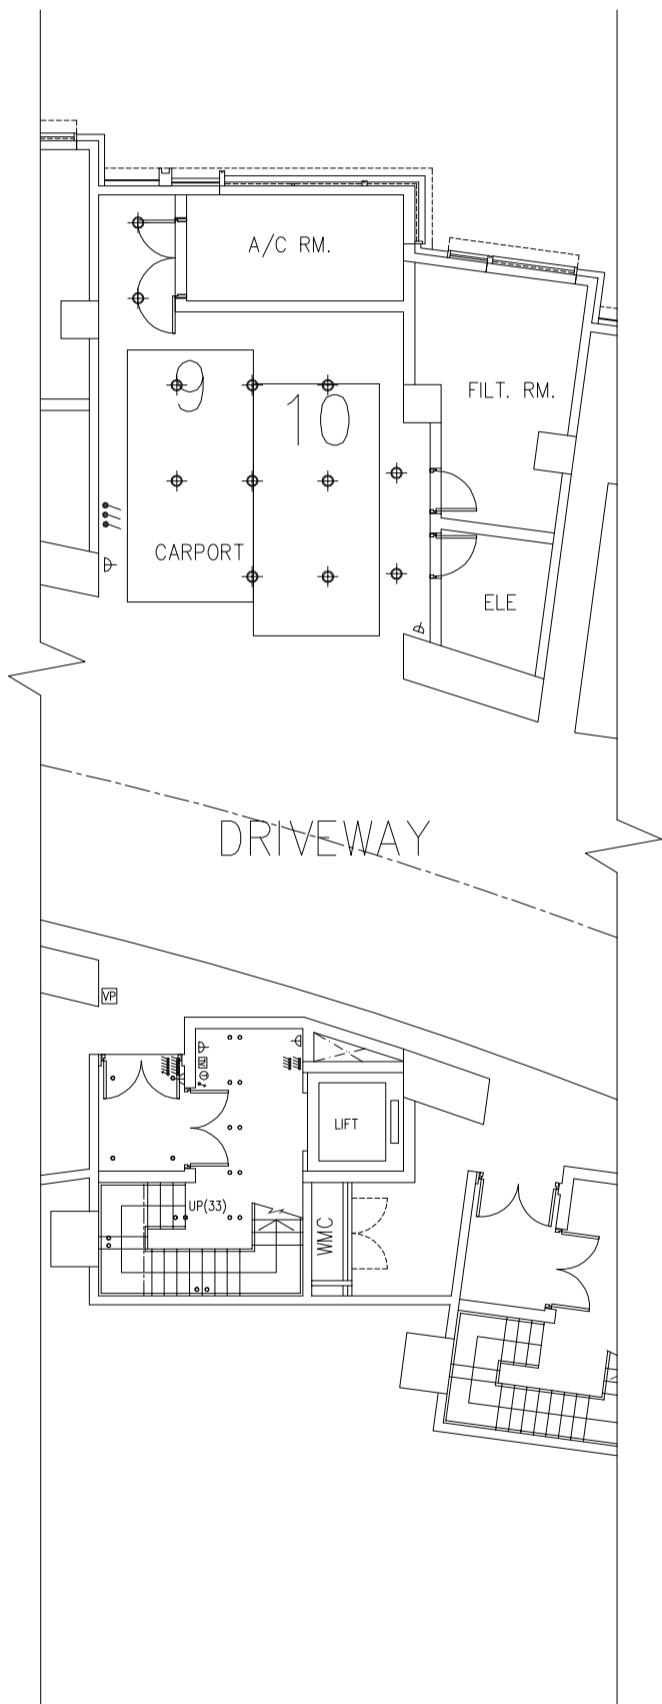 A/C RM.
9
10
FILT. RM.
CARPORT
ELE
DRIVEWAY
VP
LIFT
UP(33)
WMC